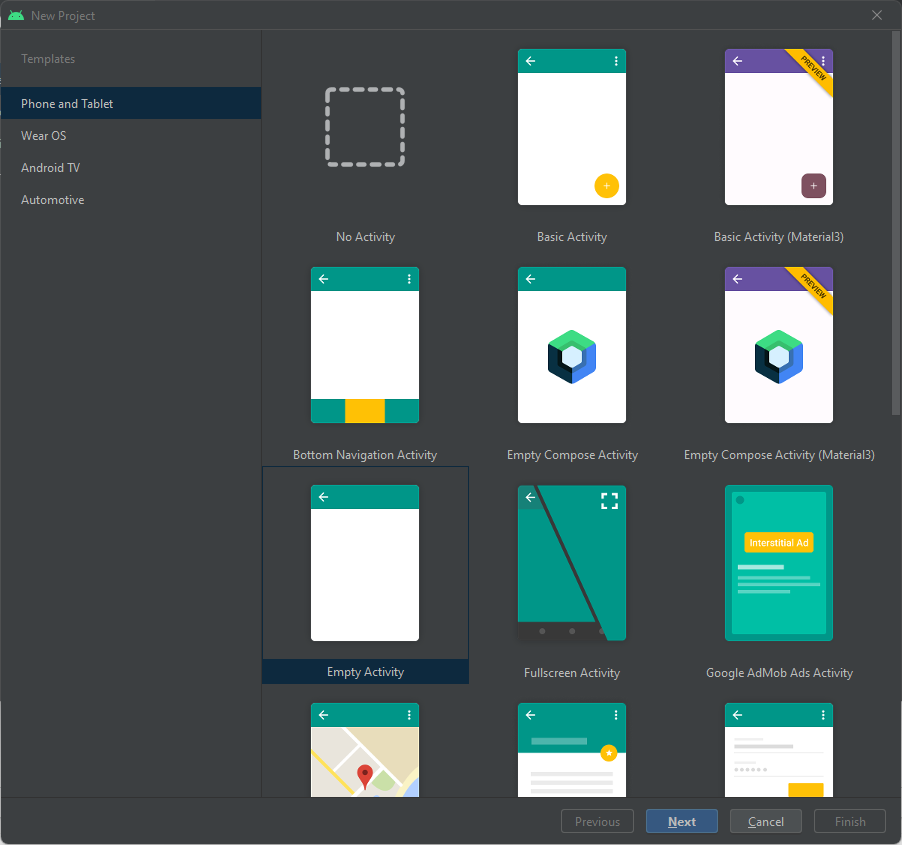 New Project
Templates
Phone and Tablet
Wear OS
Android TV
Automotive
No Activity
Basic Activity
PREVIEW
Basic Activity (Material3)
Bottom Navigation Activity
Empty Compose Activity
PREVIEW
Empty Compose Activity (Material3)
Empty Activity
Fullscreen Activity
Interstitial Ad
Google AdMob Ads Activity
Previous
Next
Cancel
Finish